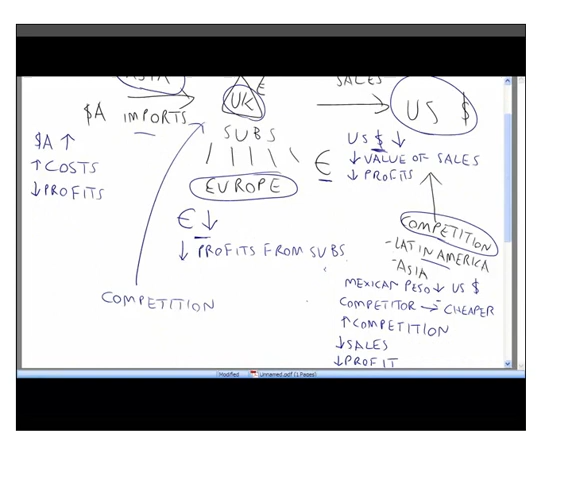 ASIA
SALES
£
UK
US $
$A IMPORTS
SUBS
$A ↑
↑ COSTS
↓ PROFITS
US $ ↓
↓ VALUE OF SALES
↓ PROFITS
€
EUROPE
€ ↓
↓ PROFITS FROM SUBS
COMPETITION
- LATIN AMERICA
- ASIA
MEXICAN PESO ↓ US $
COMPETITOR → CHEAPER
↑ COMPETITION
↓ SALES
↓ PROFIT
COMPETITION
Modified
Unnamed.pdf (1 Pages)